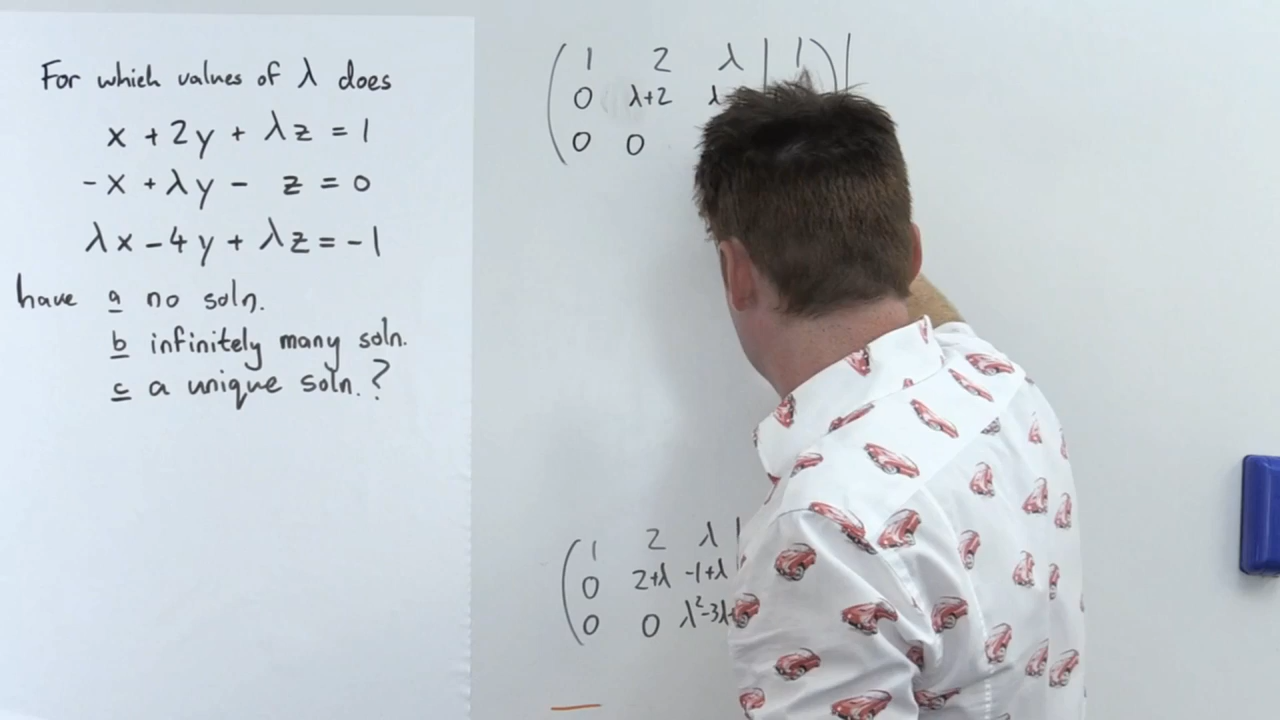 For which values of λ does
x + 2y + λz = 1
-x + λy - z = 0
λx - 4y + λz = -1
have a no soln.
b infinitely many soln.
c a unique soln.?
1 2 λ | 1
0 λ+2 λ
0 0
1 2 λ
0 2+λ -1+λ
0 0 λ²-3λ